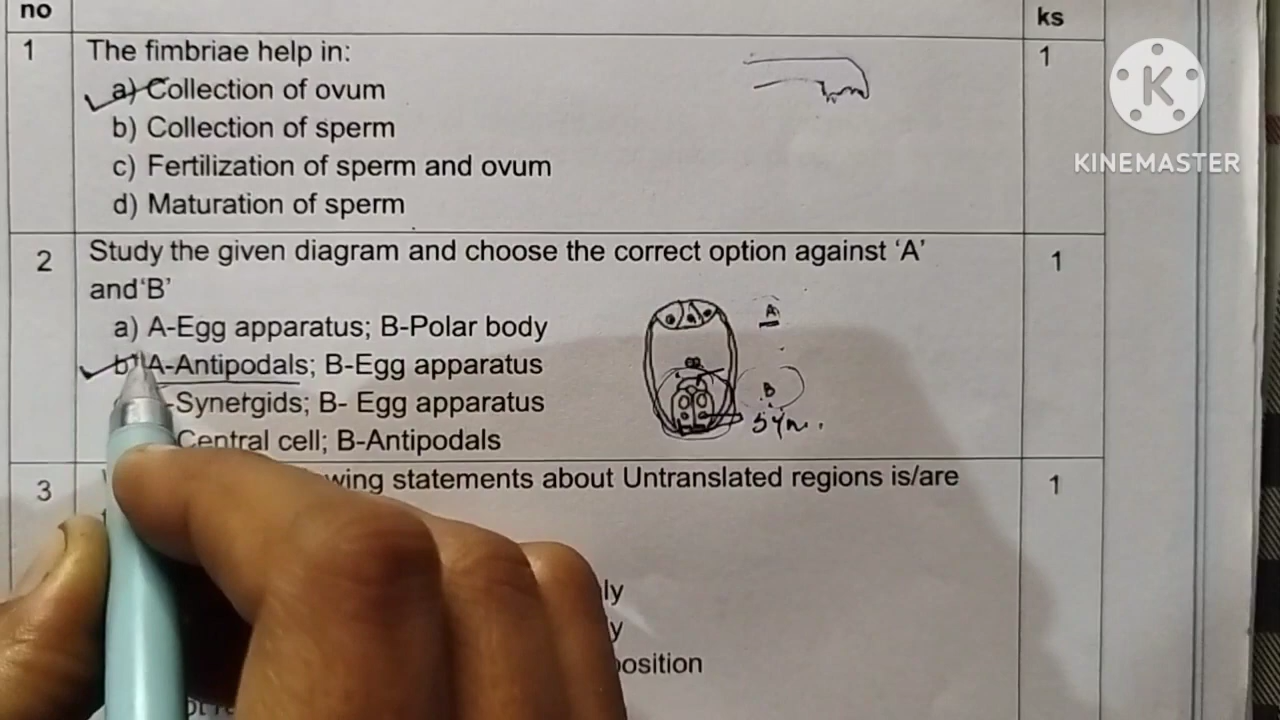 no
ks
1 The fimbriae help in: 1
a) Collection of ovum
b) Collection of sperm
c) Fertilization of sperm and ovum
d) Maturation of sperm
KINEMASTER
2 Study the given diagram and choose the correct option against ‘A’ 1
and‘B’
a) A-Egg apparatus; B-Polar body
b) A-Antipodals; B-Egg apparatus
-Synergids; B- Egg apparatus
Central cell; B-Antipodals
A
B
Syn..
3 wing statements about Untranslated regions is/are 1
ly
y
position